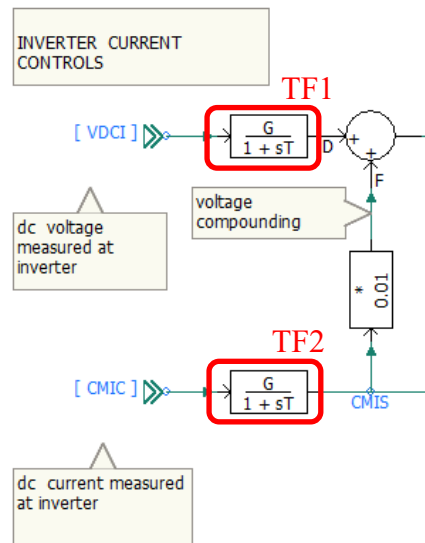 INVERTER CURRENT
CONTROLS
TF1
[ VDCI ]
G
1 + sT
D
+
+
F
dc voltage
measured at
inverter
voltage
compounding
*
0.01
TF2
[ CMIC ]
G
1 + sT
CMIS
dc current measured
at inverter